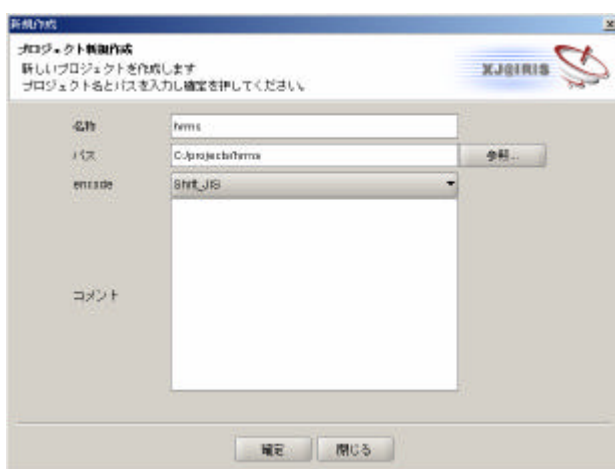 新規作成
プロジェクト新規作成
新しいプロジェクトを作成します
プロジェクト名とパスを入力し確定を押してください。
XJ@IRIS
名称
hrms
パス
C:/projects/hrms
参照...
encode
Shift_JIS
コメント
確定
閉じる